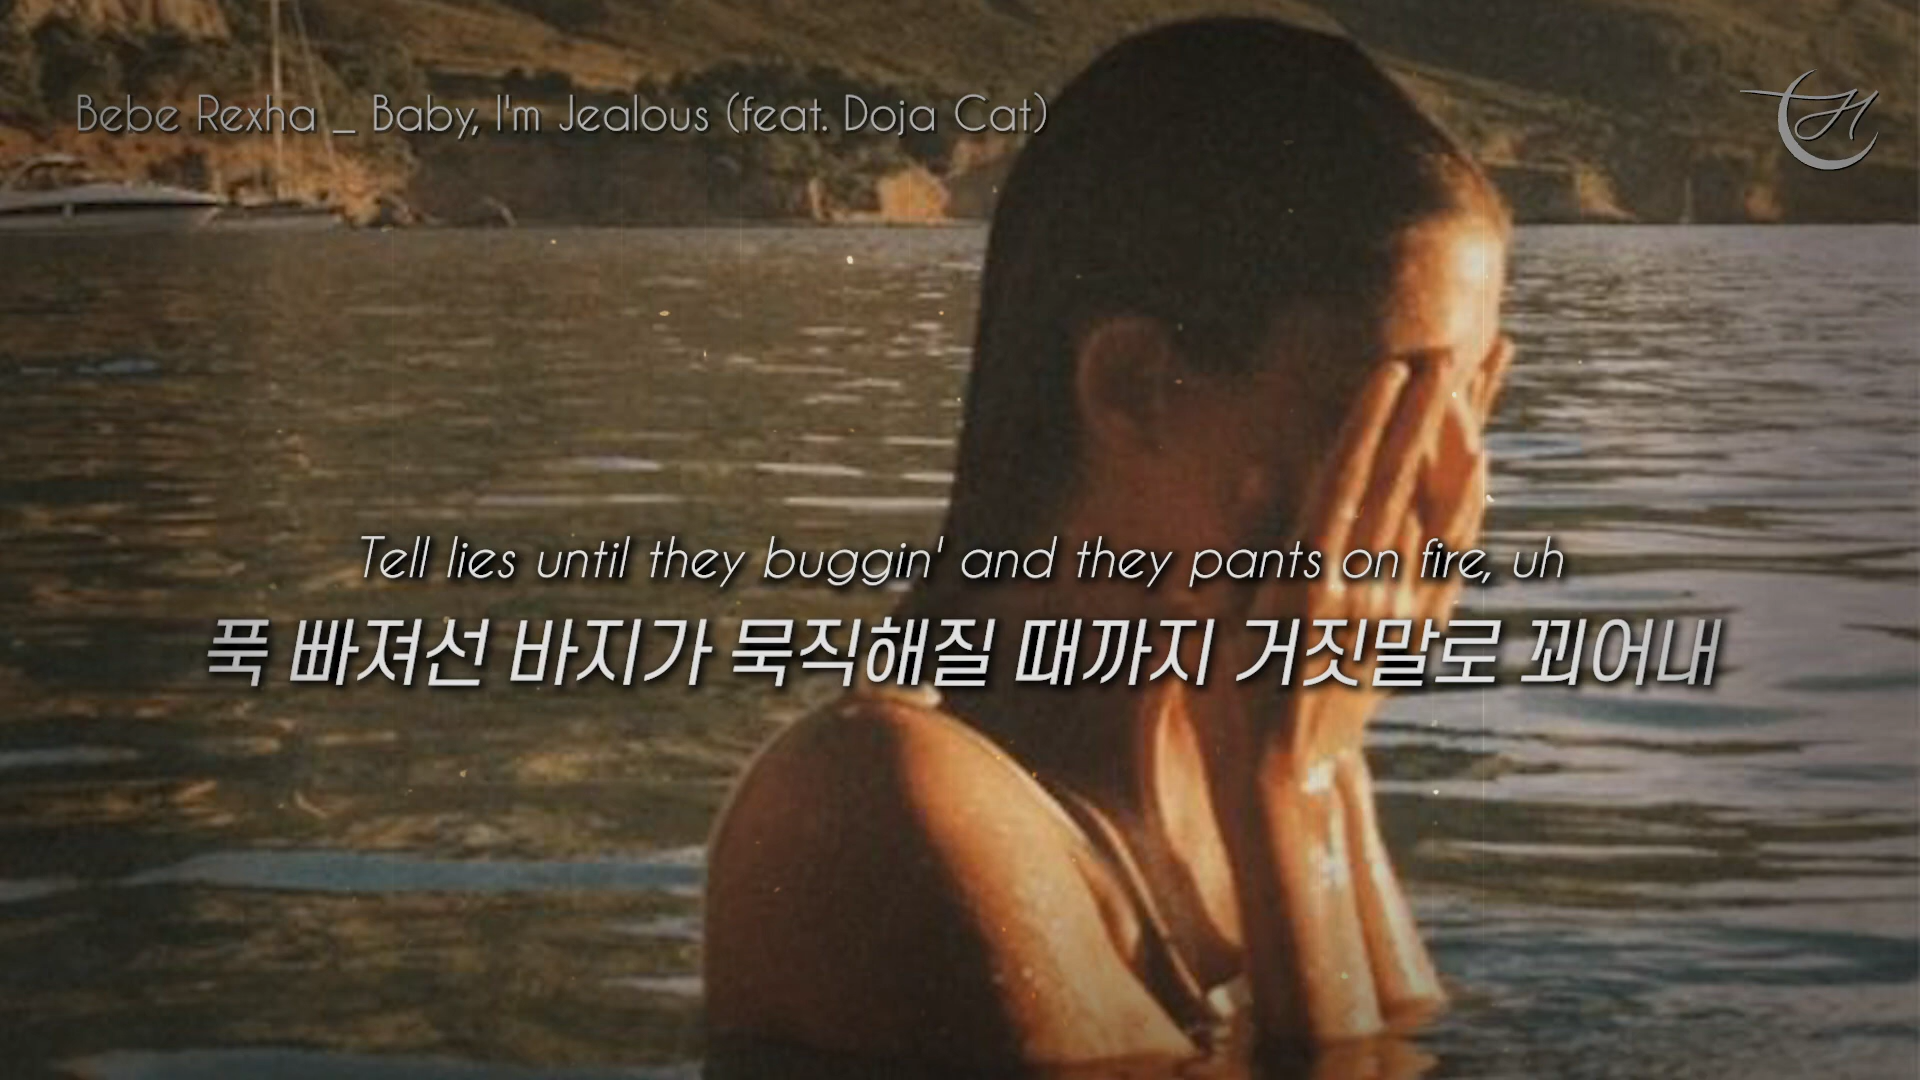 Bebe Rexha _ Baby, I'm Jealous (feat. Doja Cat)
Tell lies until they buggin' and they pants on fire, uh
푹 빠져선 바지가 묵직해질 때까지 거짓말로 꾀어내